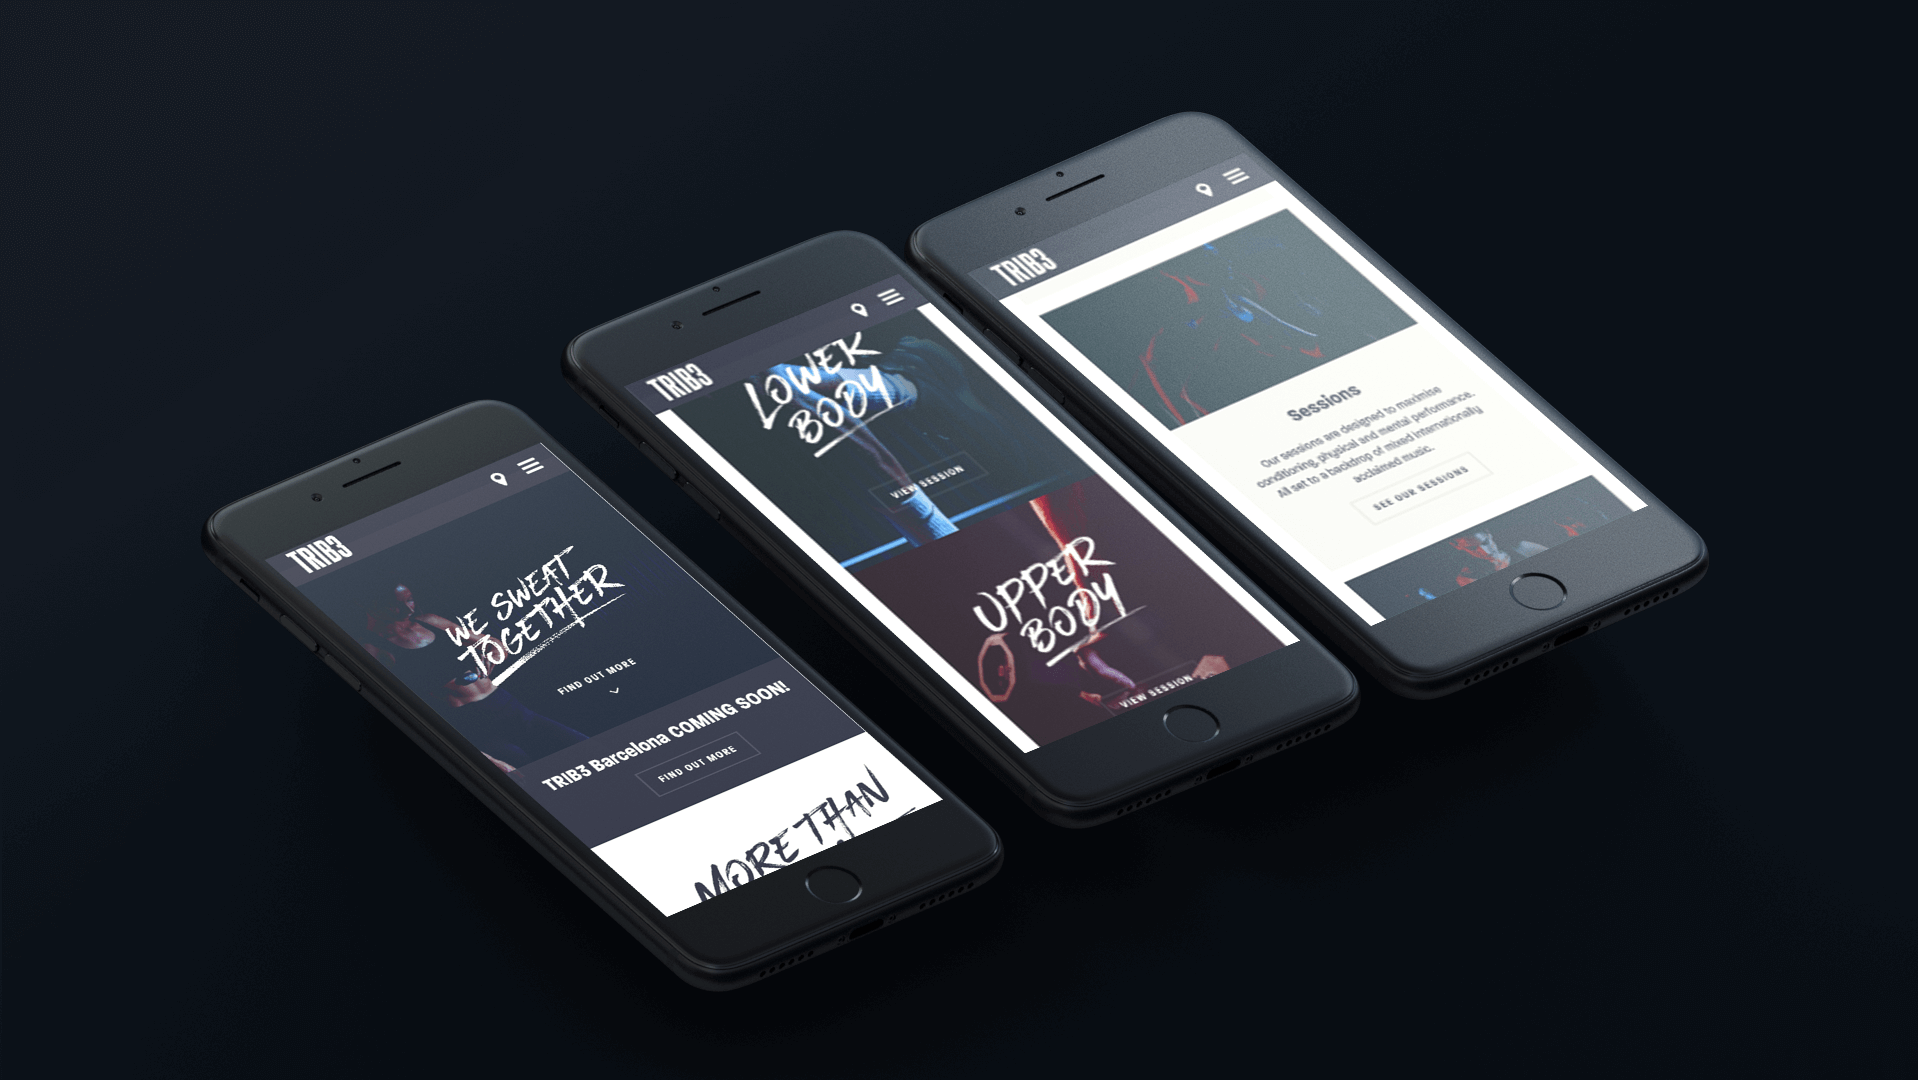 TRIB3
WE SWEAT
TOGETHER
FIND OUT MORE
TRIB3 Barcelona COMING SOON!
FIND OUT MORE
MORE THAN
TRIB3
LOWER
BODY
VIEW SESSION
UPPER
BODY
VIEW SESSION
TRIB3
Sessions
Our sessions are designed to maximise
conditioning, physical and mental performance.
All set to a backdrop of mixed internationally
acclaimed music.
SEE OUR SESSIONS